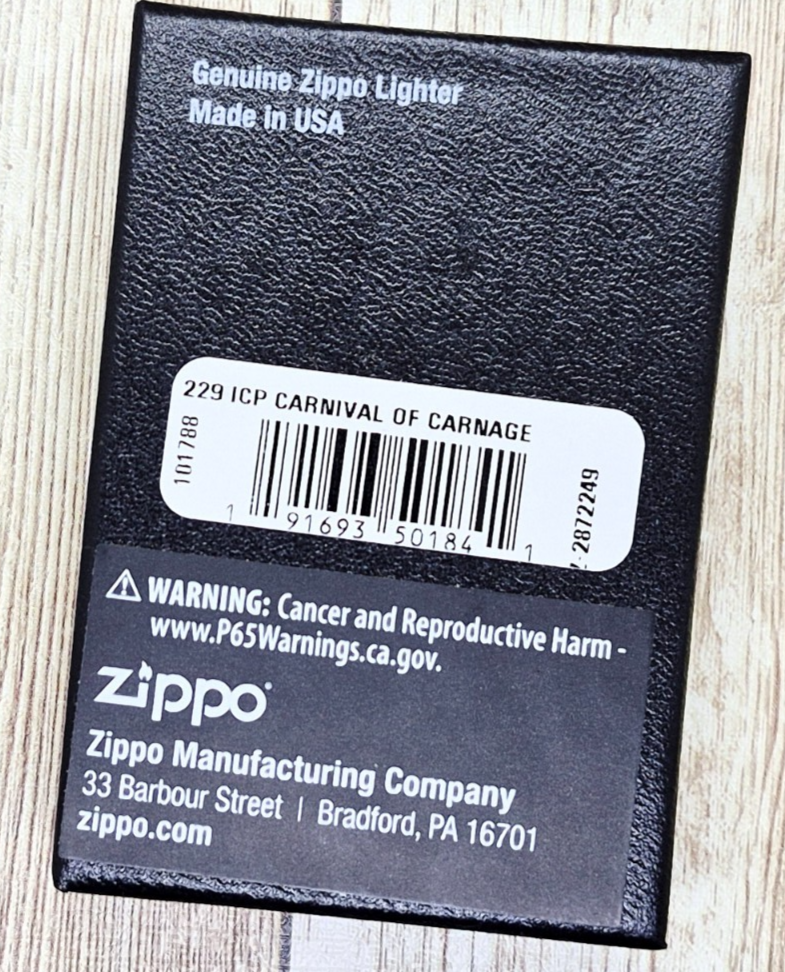 Genuine Zippo Lighter
Made in USA
229 ICP CARNIVAL OF CARNAGE
101788
1 91693 50184 1
2872249
WARNING: Cancer and Reproductive Harm -
www.P65Warnings.ca.gov.
zippo
Zippo Manufacturing Company
33 Barbour Street | Bradford, PA 16701
zippo.com